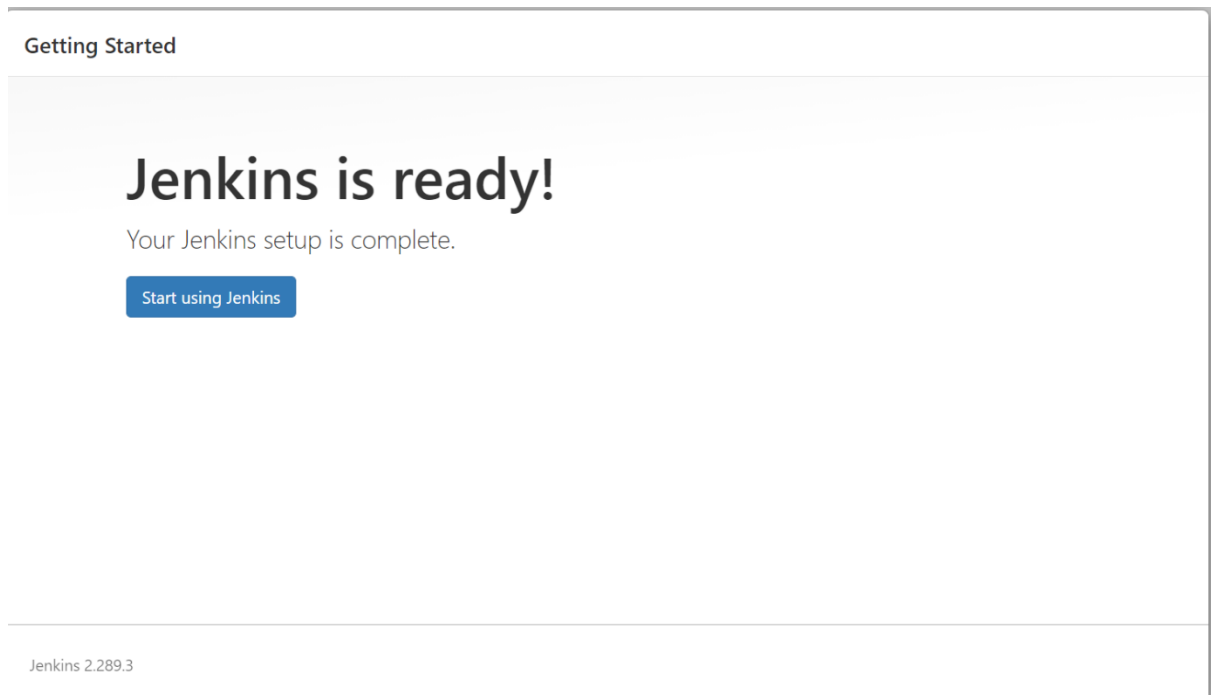 Getting Started
Jenkins is ready!
Your Jenkins setup is complete.
Start using Jenkins
Jenkins 2.289.3